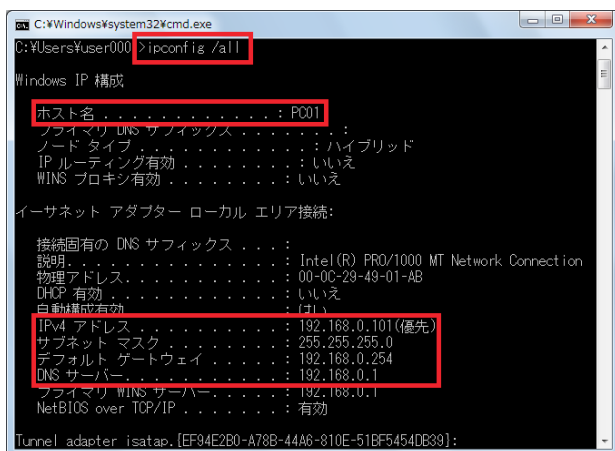 C:¥Windows¥system32¥cmd.exe
C:¥Users¥user000>ipconfig /all
Windows IP 構成
ホスト名 . . . . . . . . . . . . : PC01
プライマリ DNS サフィックス . . . . . . . :
ノード タイプ . . . . . . . . . . . . : ハイブリッド
IP ルーティング有効 . . . . . . . . : いいえ
WINS プロキシ有効 . . . . . . . . : いいえ
イーサネット アダプター ローカル エリア接続:
接続固有の DNS サフィックス . . . :
説明. . . . . . . . . . . . . . . : Intel(R) PRO/1000 MT Network Connection
物理アドレス. . . . . . . . . . . : 00-0C-29-49-01-AB
DHCP 有効 . . . . . . . . . . . . : いいえ
自動構成有効. . . . . . . . . . . : はい
IPv4 アドレス . . . . . . . . . . : 192.168.0.101(優先)
サブネット マスク . . . . . . . . : 255.255.255.0
デフォルト ゲートウェイ . . . . . : 192.168.0.254
DNS サーバー. . . . . . . . . . . : 192.168.0.1
プライマリ WINS サーバー. . . . . : 192.168.0.1
NetBIOS over TCP/IP . . . . . . . : 有効
Tunnel adapter isatap.[EF94E2B0-A78B-44A6-810E-51BF5454DB39]: